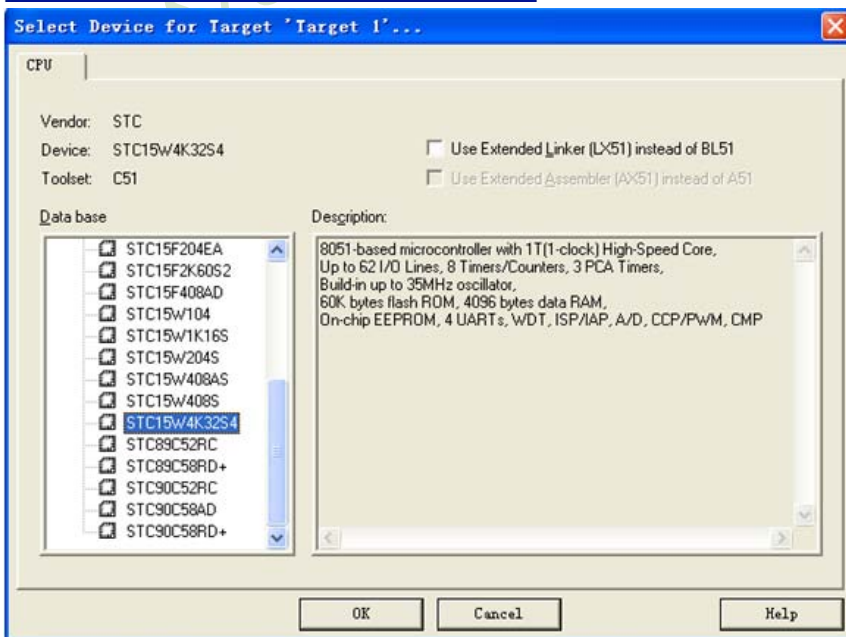 Select Device for Target 'Target 1'...
CPU
Vendor: STC
Device: STC15W4K32S4
Use Extended Linker (LX51) instead of BL51
Toolset: C51
Use Extended Assembler (AX51) instead of A51
Data base
Description:
STC15F204EA
STC15F2K60S2
STC15F408AD
STC15W104
STC15W1K16S
STC15W204S
STC15W408AS
STC15W408S
STC15W4K32S4
STC89C52RC
STC89C58RD+
STC90C52RC
STC90C58AD
STC90C58RD+
8051-based microcontroller with 1T(1-clock) High-Speed Core,
Up to 62 I/O Lines, 8 Timers/Counters, 3 PCA Timers,
Build-in up to 35MHz oscillator,
60K bytes flash ROM, 4096 bytes data RAM,
On-chip EEPROM, 4 UARTs, WDT, ISP/IAP, A/D, CCP/PWM, CMP
OK
Cancel
Help